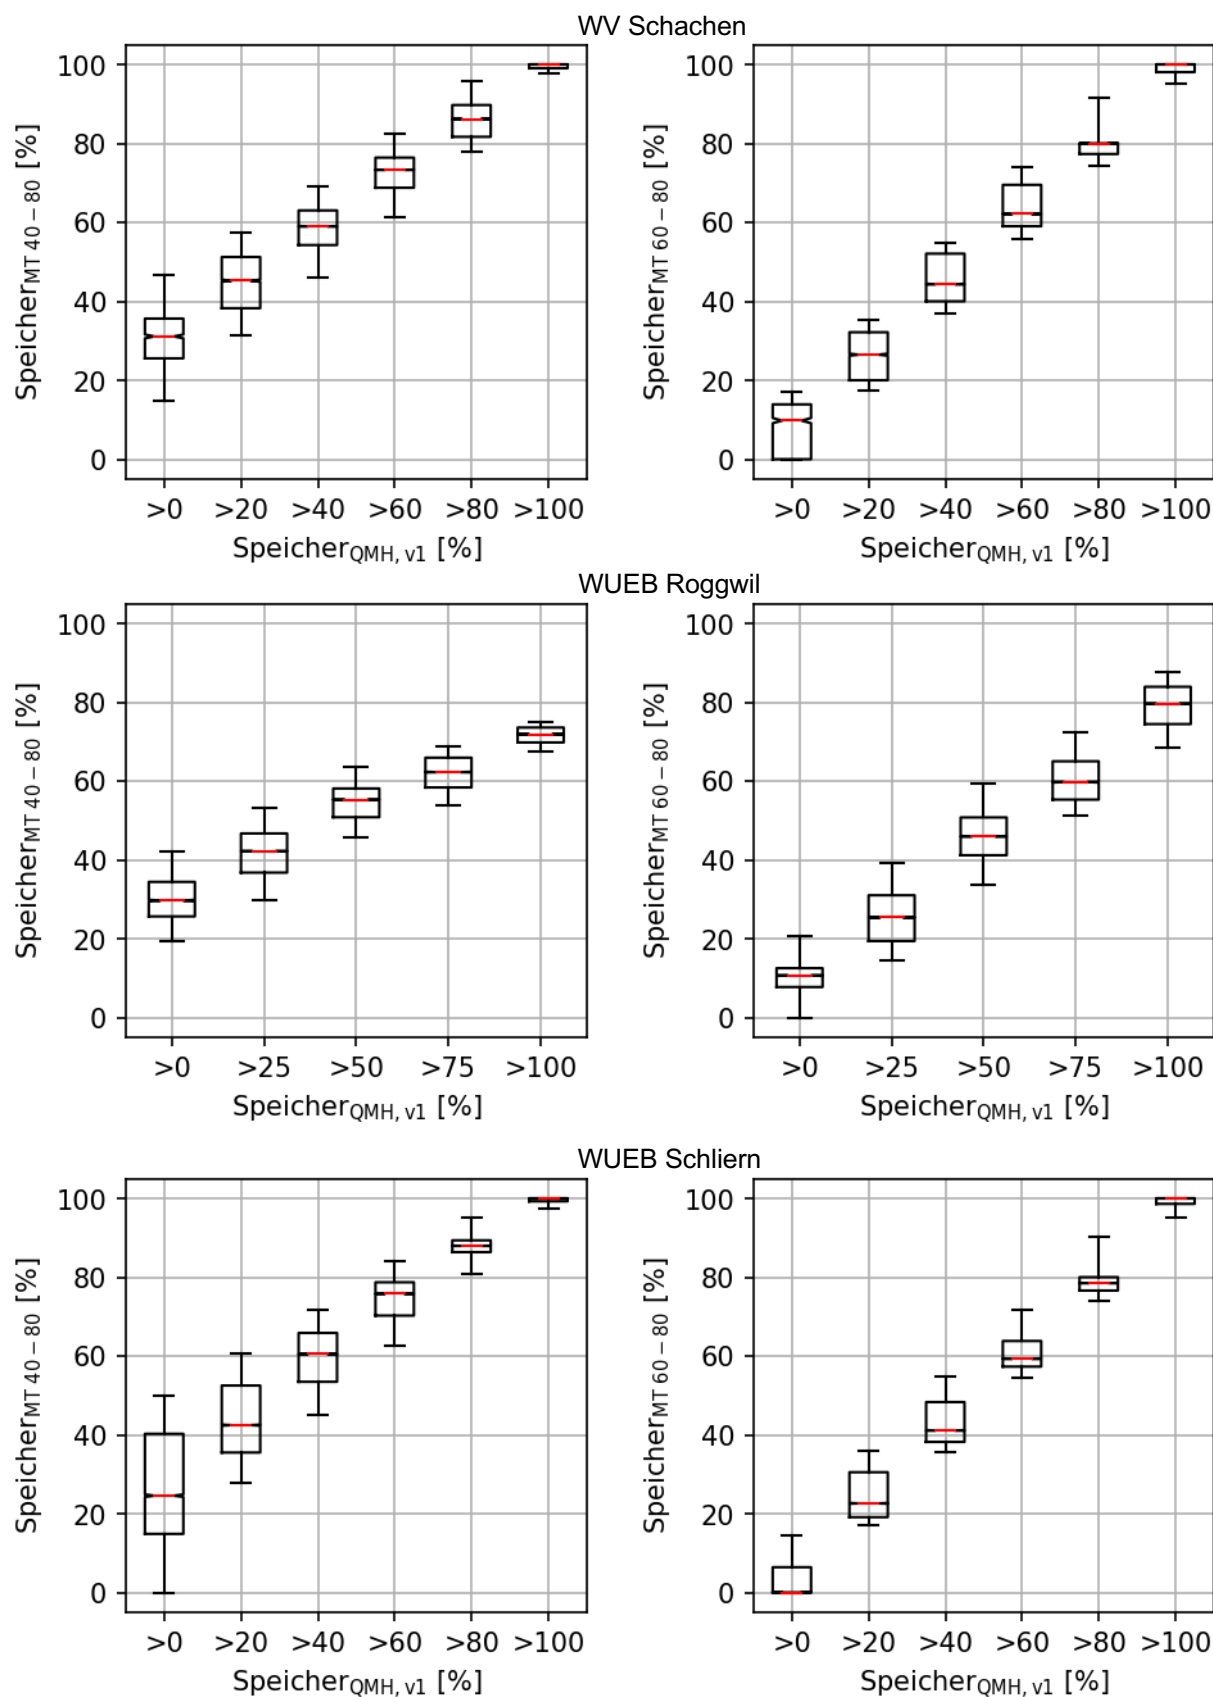 WV Schachen
100
80
60
40
20
0
Speicher_MT 40−80 [%]
>0 >20 >40 >60 >80 >100
Speicher_QMH, v1 [%]
100
80
60
40
20
0
Speicher_MT 60−80 [%]
>0 >20 >40 >60 >80 >100
Speicher_QMH, v1 [%]
WUEB Roggwil
100
80
60
40
20
0
Speicher_MT 40−80 [%]
>0 >25 >50 >75 >100
Speicher_QMH, v1 [%]
100
80
60
40
20
0
Speicher_MT 60−80 [%]
>0 >25 >50 >75 >100
Speicher_QMH, v1 [%]
WUEB Schliern
100
80
60
40
20
0
Speicher_MT 40−80 [%]
>0 >20 >40 >60 >80 >100
Speicher_QMH, v1 [%]
100
80
60
40
20
0
Speicher_MT 60−80 [%]
>0 >20 >40 >60 >80 >100
Speicher_QMH, v1 [%]